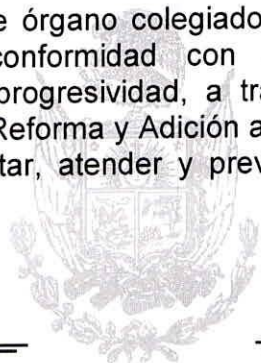 e órgano colegiado
conformidad con
progresividad, a tra
Reforma y Adición a
tar, atender y prev